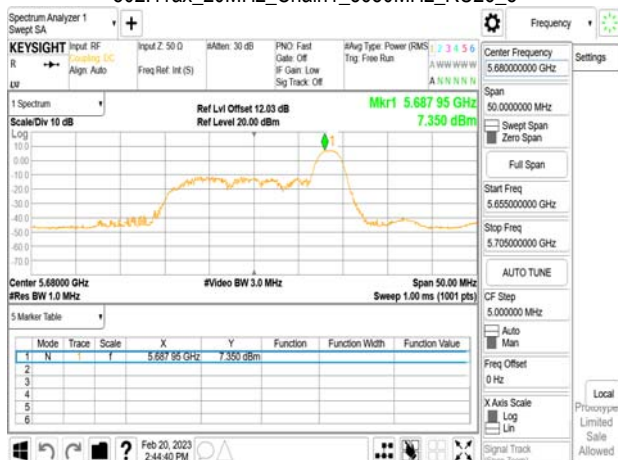 Spectrum Analyzer 1
Swept SA
Frequency
KEYSIGHT
Input: RF
Coupling: DC
Align: Auto
Input Z: 50 Ω
Freq Ref: Int (S)
#Atten: 30 dB
PNO: Fast
Gate: Off
IF Gain: Low
Sig Track: Off
#Avg Type: Power (RMS)
Trig: Free Run
1 2 3 4 5 6
A W W W W W
A N N N N N
Center Frequency
5.680000000 GHz
Settings
Span
50.0000000 MHz
Swept Span
Zero Span
Full Span
Start Freq
5.655000000 GHz
Stop Freq
5.705000000 GHz
AUTO TUNE
CF Step
5.000000 MHz
Auto
Man
Freq Offset
0 Hz
X Axis Scale
Log
Lin
Signal Track
Local
Limited
Sale
Allowed
1 Spectrum
Scale/Div 10 dB
Ref Lvl Offset 12.03 dB
Ref Level 20.00 dBm
Mkr1 5.687 95 GHz
7.350 dBm
Log
10.0
0.00
-10.0
-20.0
-30.0
-40.0
-50.0
-60.0
-70.0
1
Center 5.68000 GHz
#Res BW 1.0 MHz
#Video BW 3.0 MHz
Span 50.00 MHz
Sweep 1.00 ms (1001 pts)
5 Marker Table
Mode Trace Scale X Y Function Function Width Function Value
1 N 1 f 5.687 95 GHz 7.350 dBm
2
3
4
5
6
Feb 20, 2023
2:44:40 PM